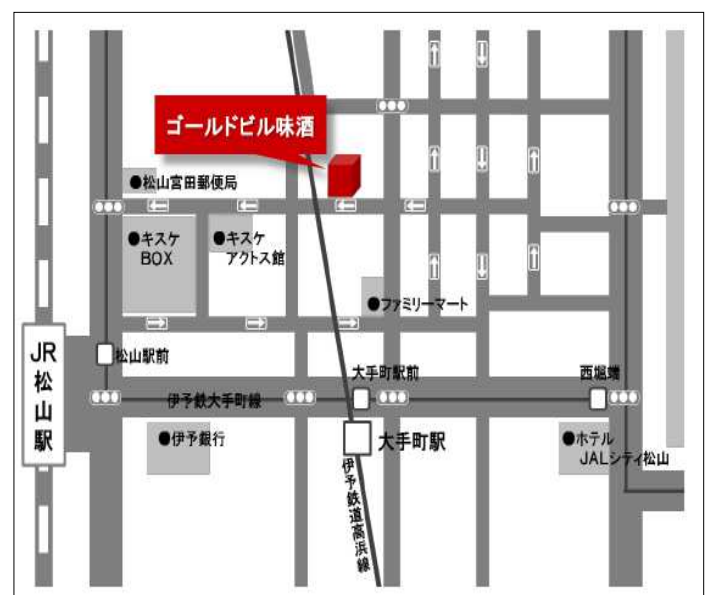 ゴールドビル味酒
●松山宮田郵便局
●キスケ
BOX
●キスケ
アクトス館
●ファミリーマート
JR松山駅
松山駅前
大手町駅前
西堀端
伊予鉄大手町線
●伊予銀行
大手町駅
●ホテル
JALシティ松山
伊予鉄道高浜線